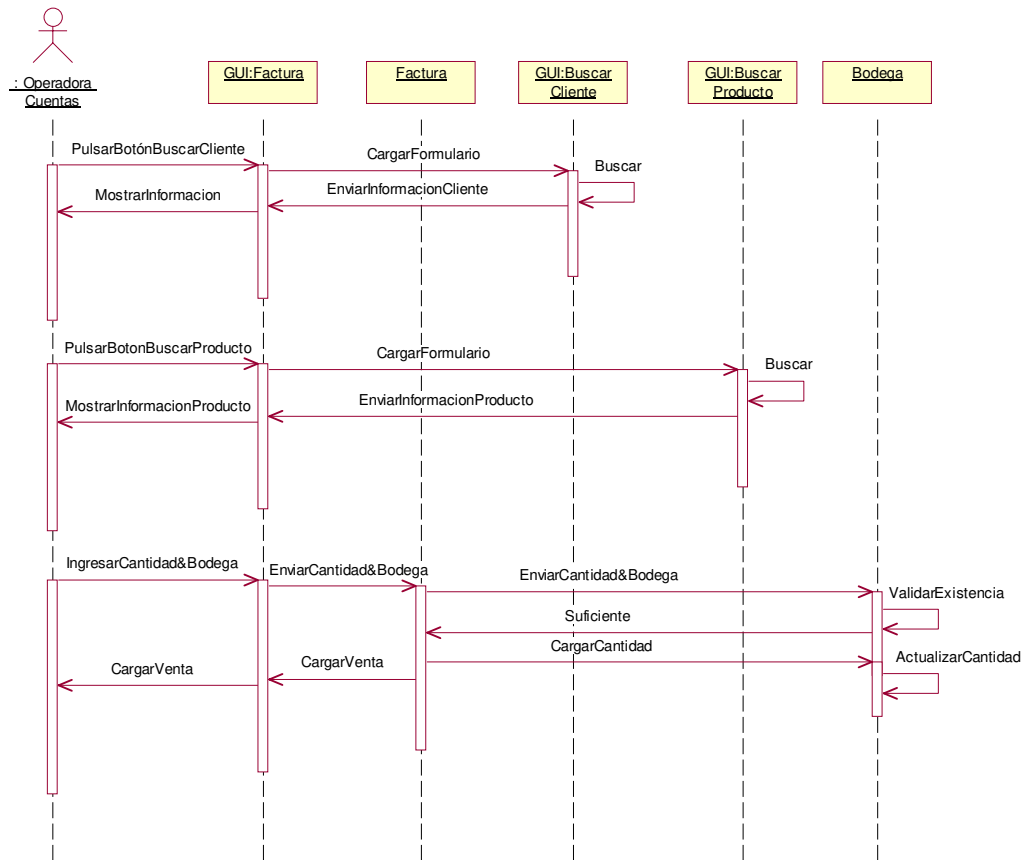 : Operadora
Cuentas
GUI:Factura
Factura
GUI:Buscar
Cliente
GUI:Buscar
Producto
Bodega
PulsarBotónBuscarCliente
CargarFormulario
Buscar
EnviarInformacionCliente
MostrarInformacion
PulsarBotonBuscarProducto
CargarFormulario
Buscar
EnviarInformacionProducto
MostrarInformacionProducto
IngresarCantidad&Bodega
EnviarCantidad&Bodega
EnviarCantidad&Bodega
ValidarExistencia
Suficiente
CargarCantidad
ActualizarCantidad
CargarVenta
CargarVenta